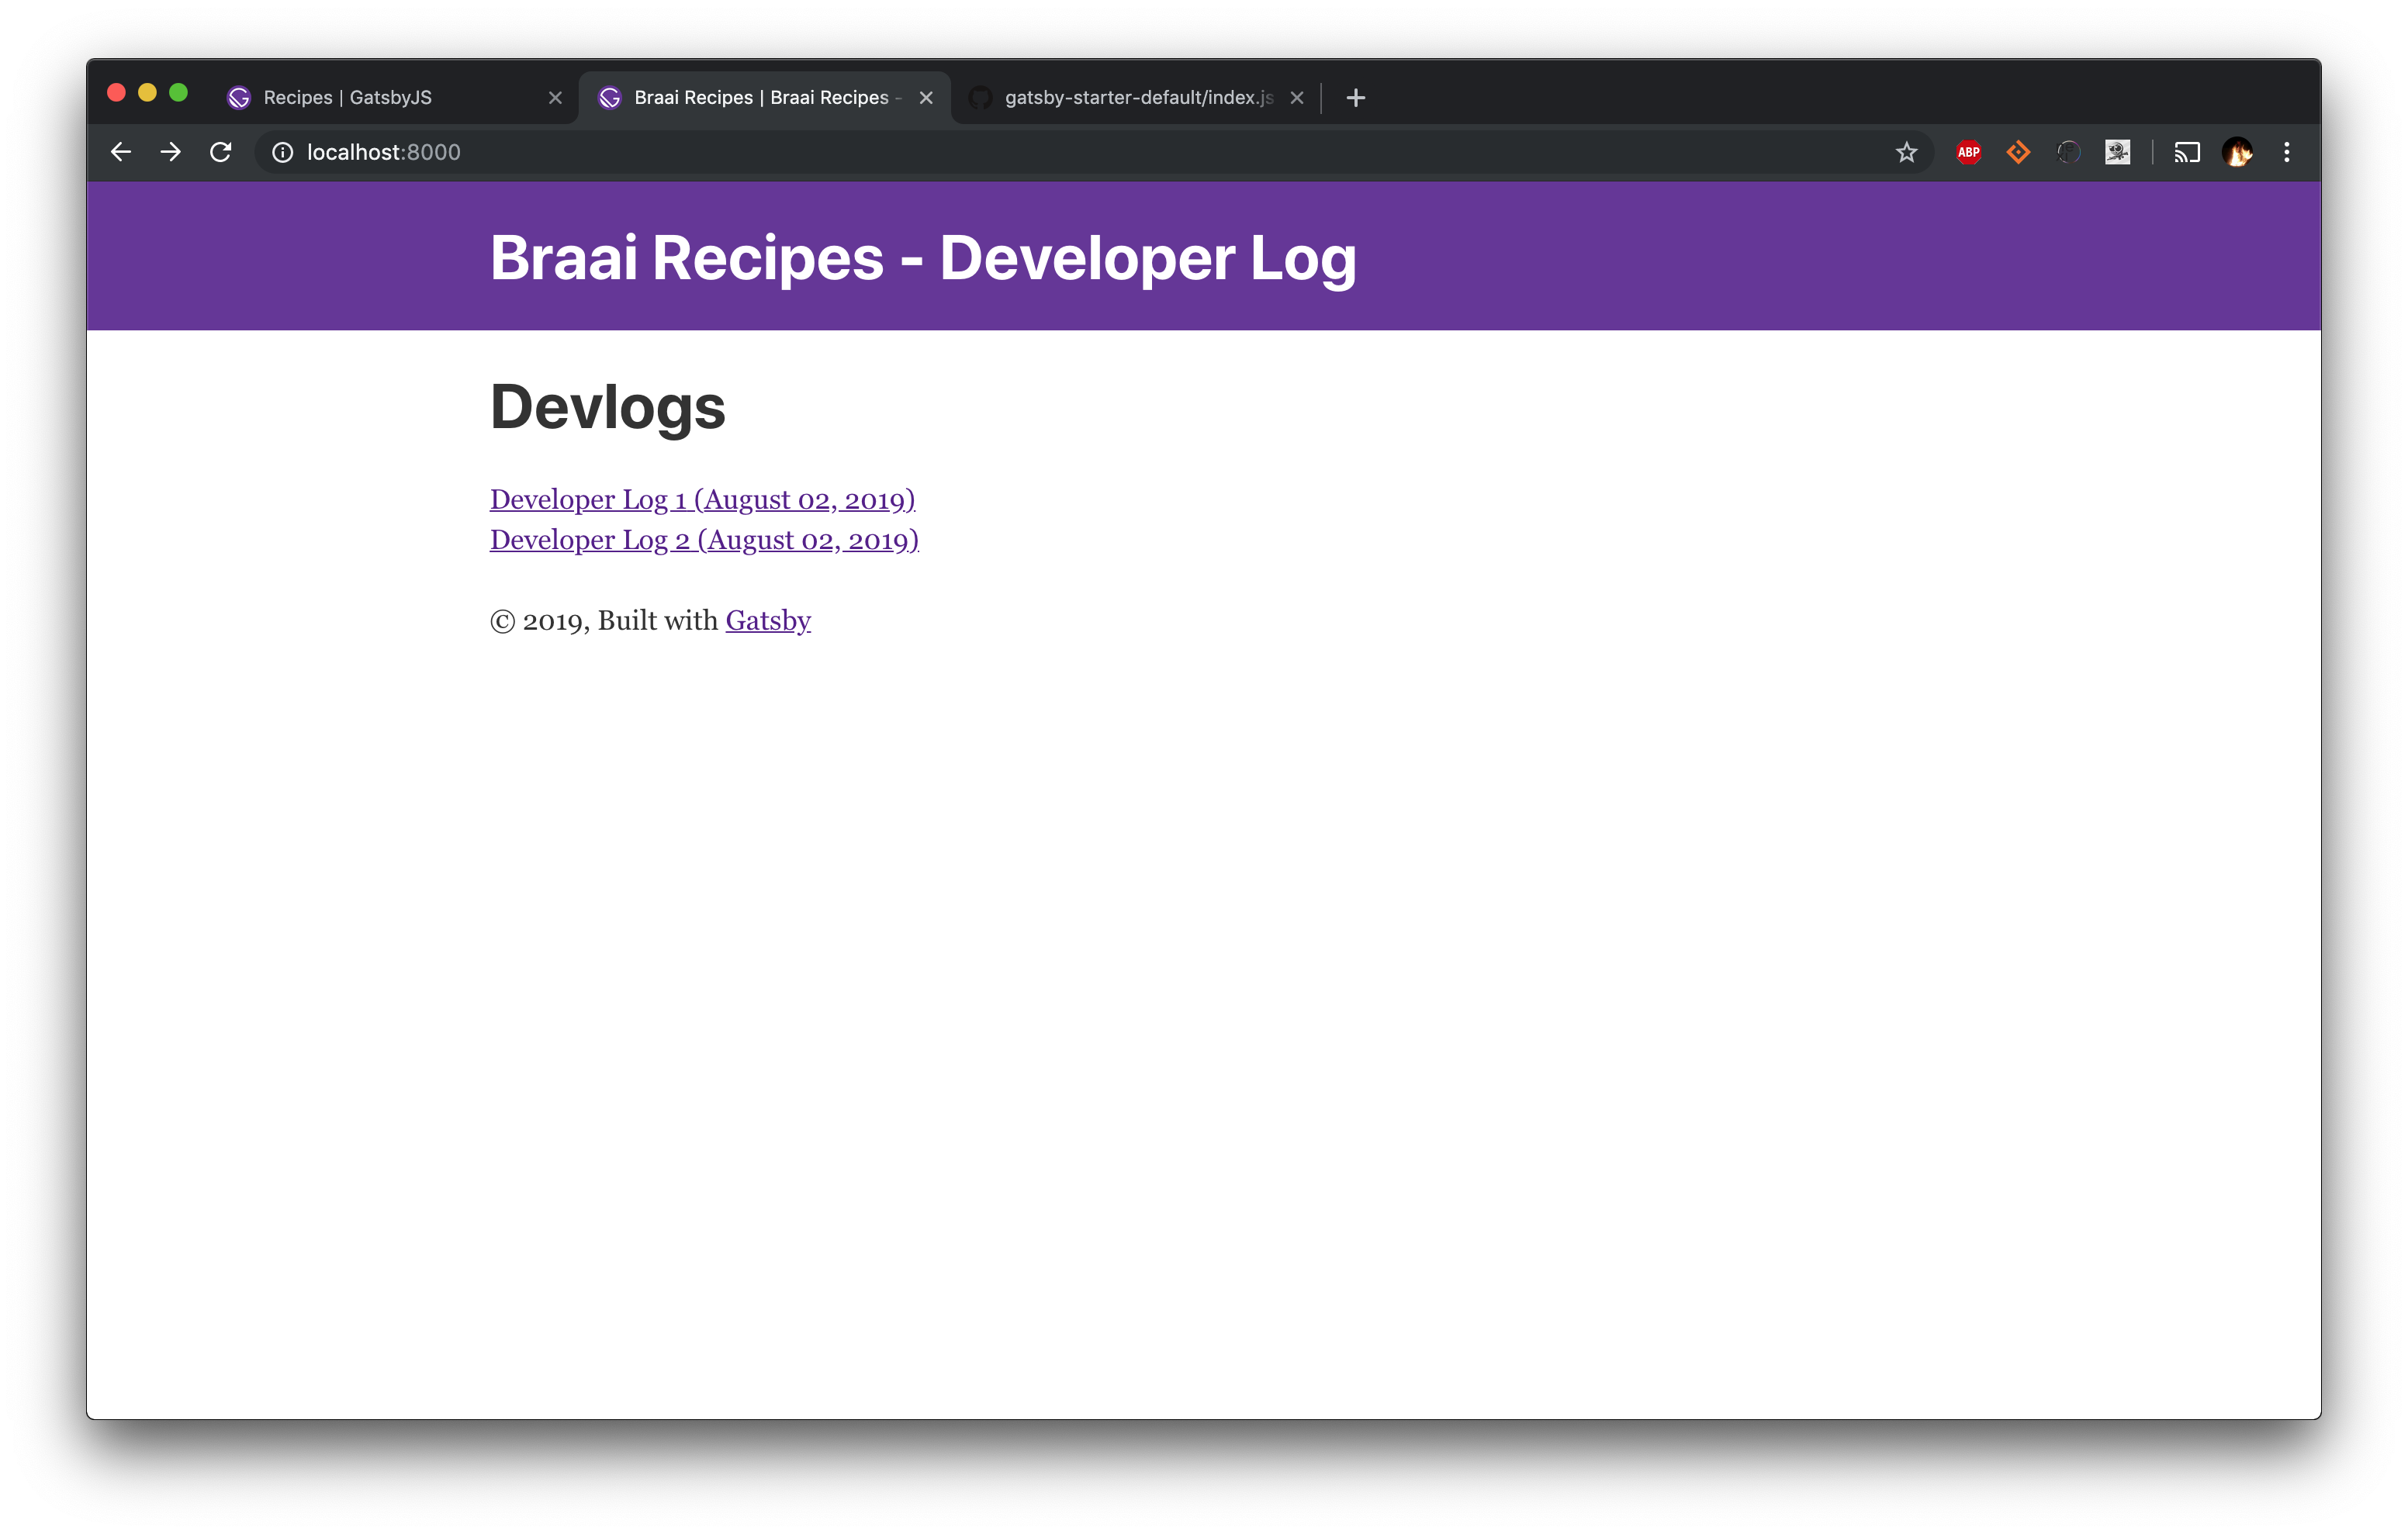 Recipes | GatsbyJS
Braai Recipes | Braai Recipes -
gatsby-starter-default/index.js
localhost:8000
ABP
Braai Recipes - Developer Log
Devlogs
Developer Log 1 (August 02, 2019)
Developer Log 2 (August 02, 2019)
© 2019, Built with Gatsby